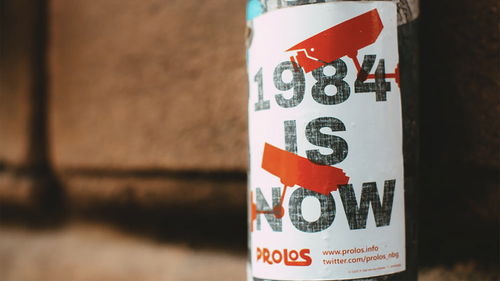 1984
IS
NOW
PROLOS
www.prolos.info
twitter.com/prolos_nbg